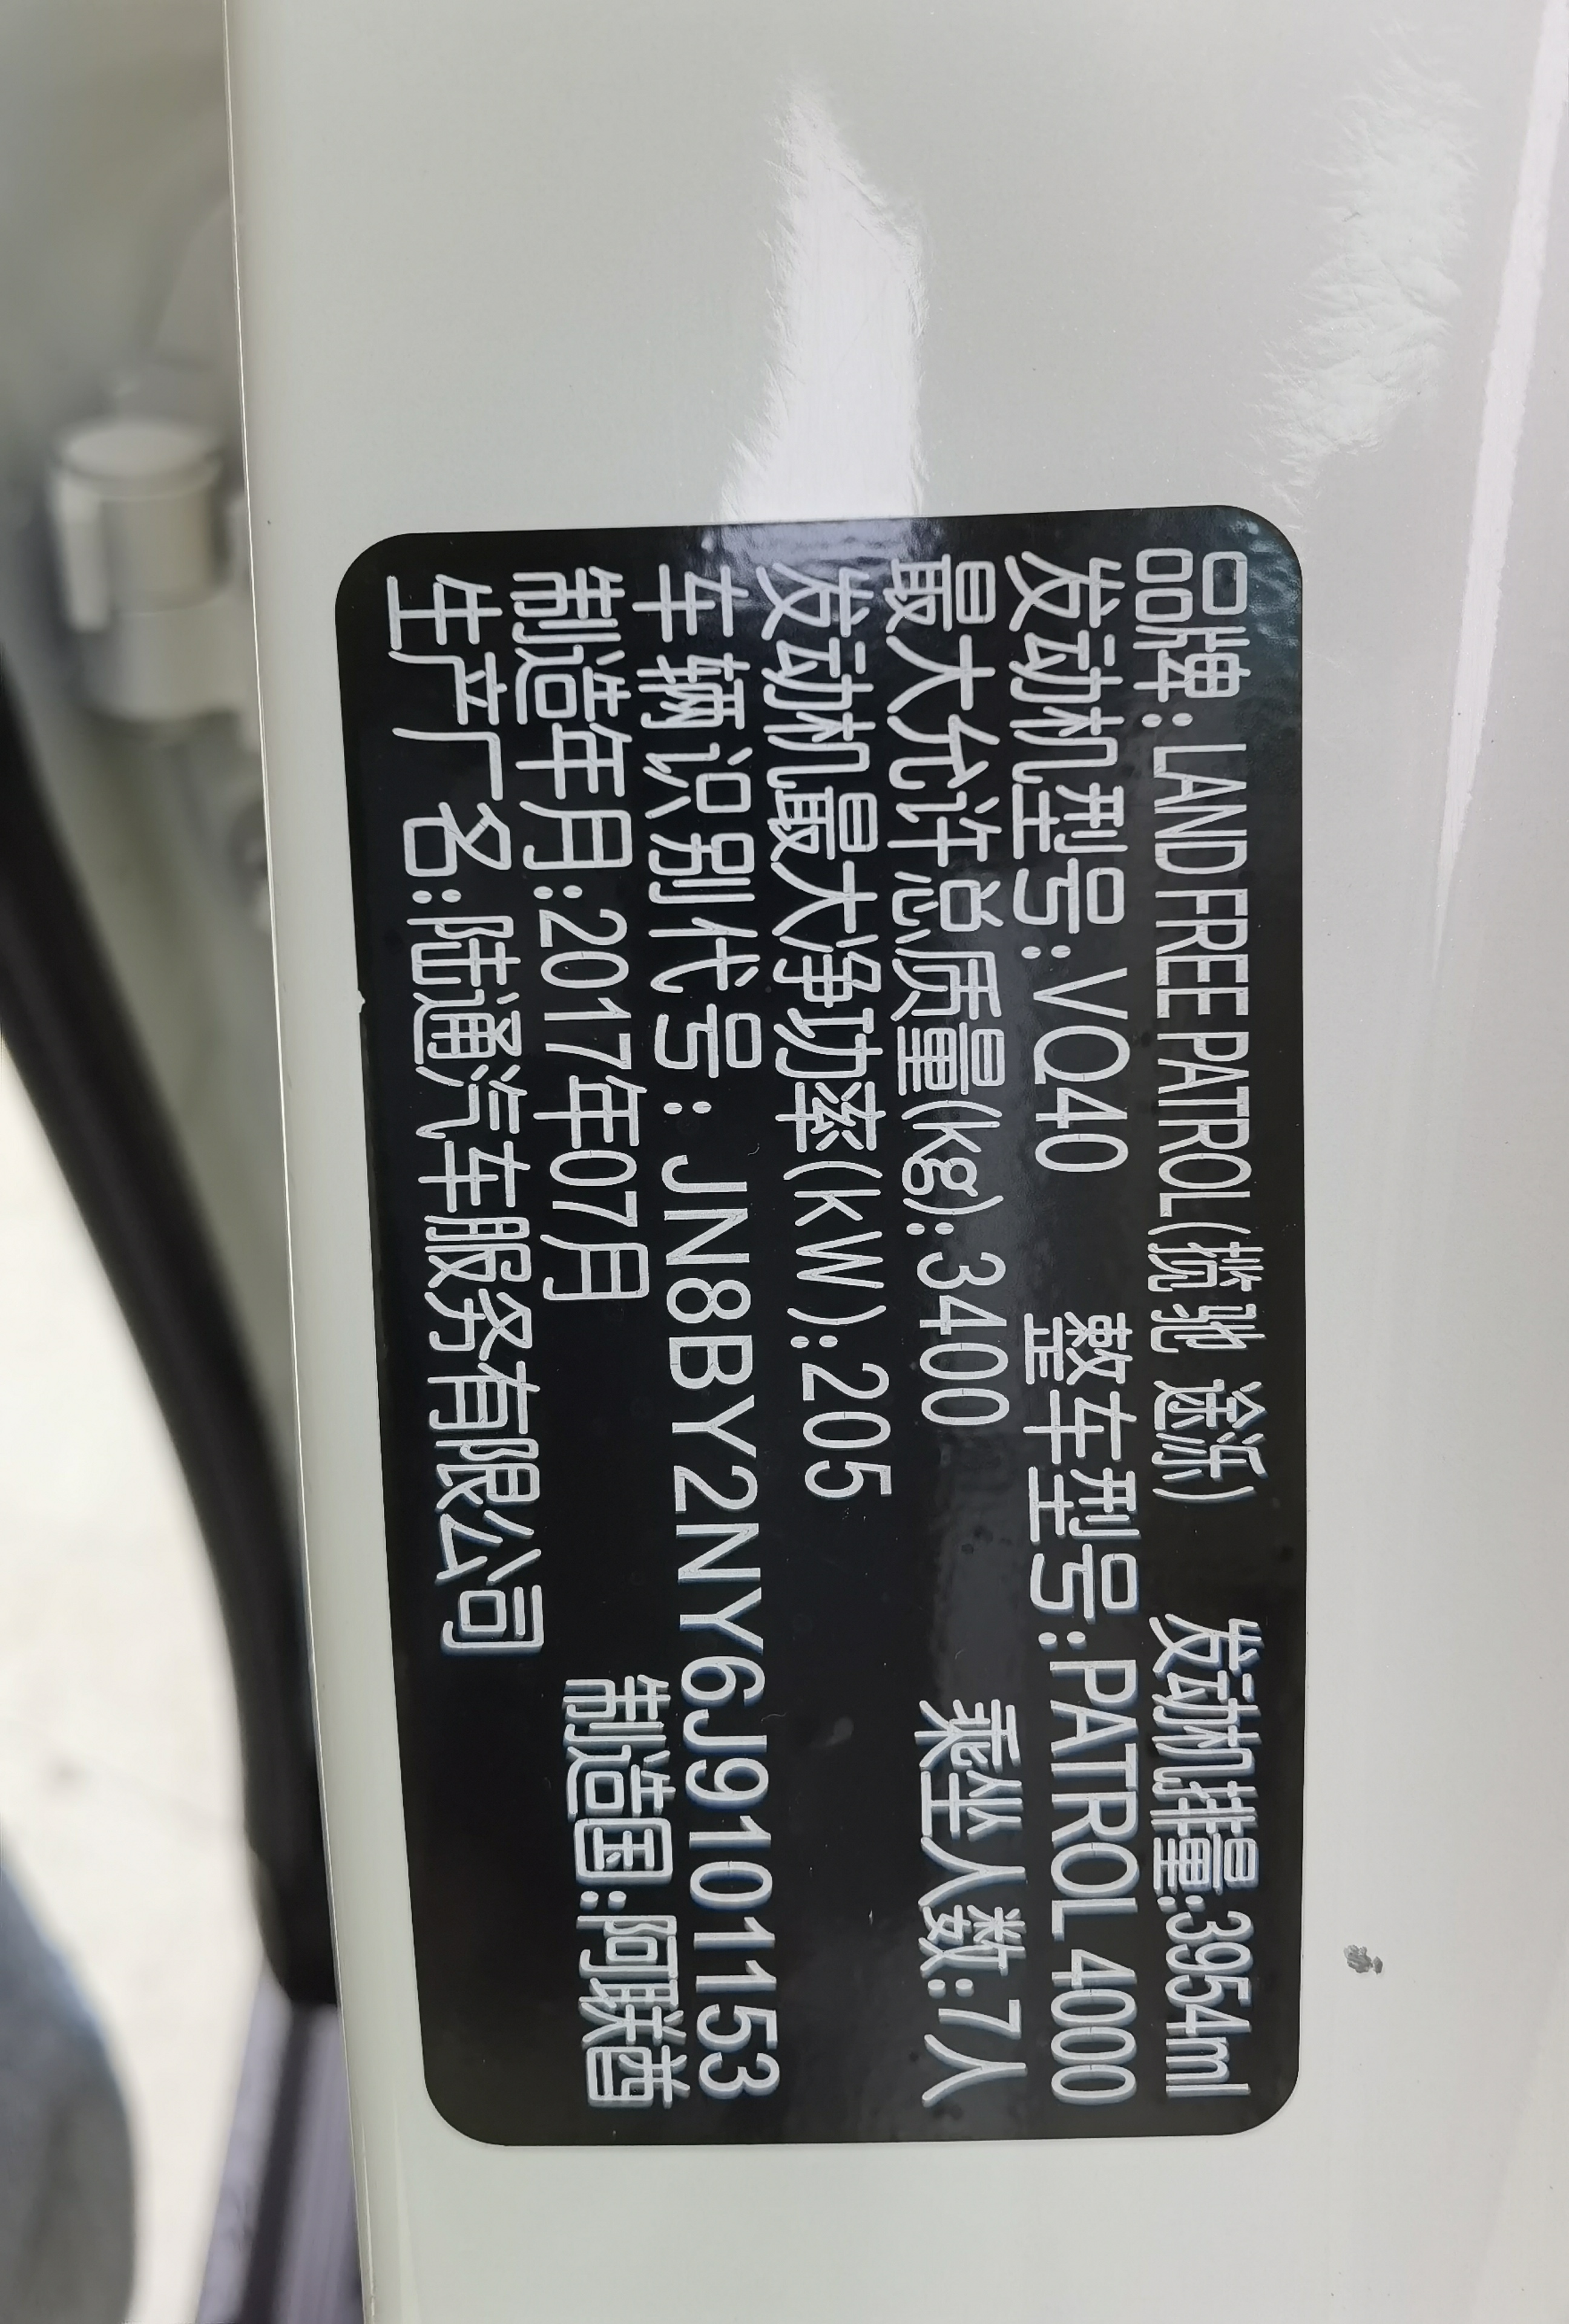 品牌:LAND FREE PATROL(揽驰 途泺) 发动机排量:3954ml
发动机型号:VQ40 整车型号:PATROL 4000
最大允许总质量(kg):3400 乘坐人数:7人
发动机最大净功率(kW):205
车辆识别代号:JN8BY2NY6J9101153
制造年月:2017年07月 制造国:阿联酋
生产厂名:陆通汽车服务有限公司